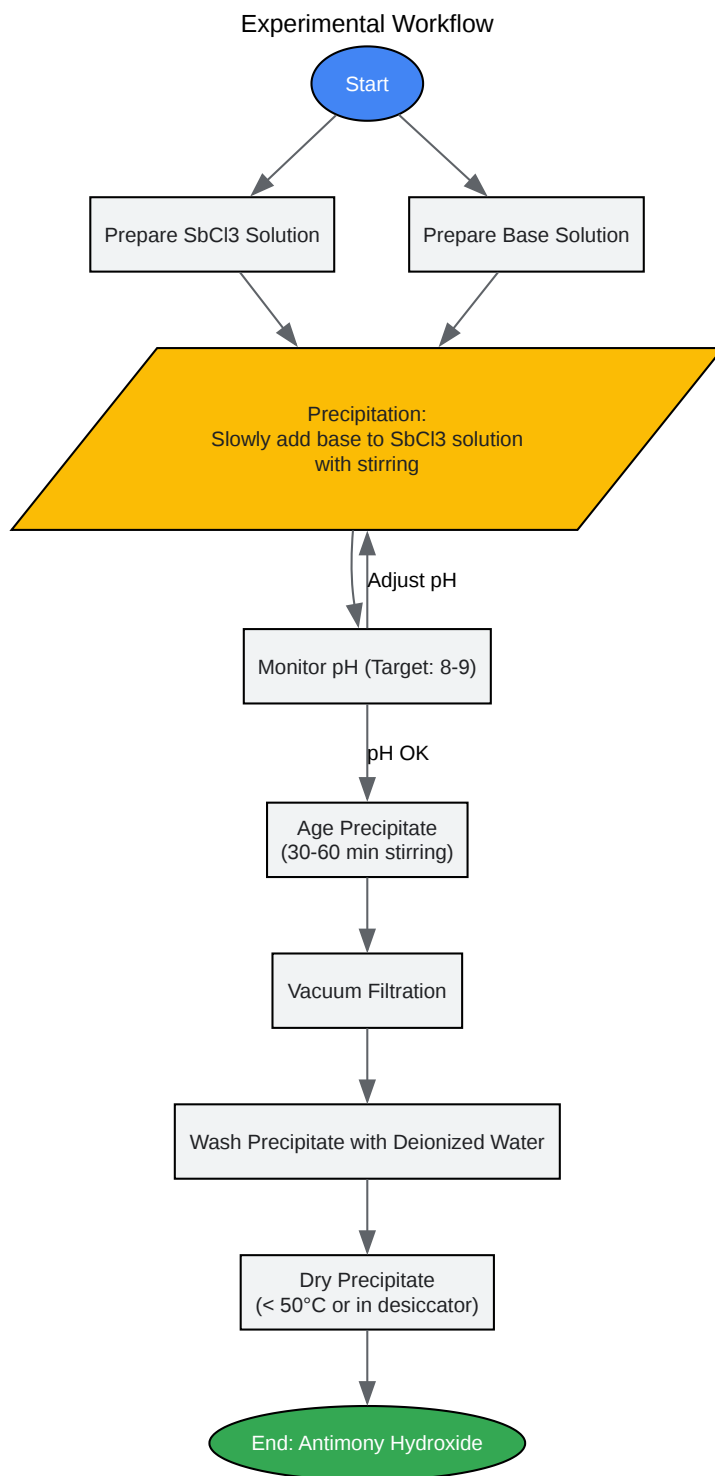 Experimental Workflow
Start
Prepare SbCl3 Solution
Prepare Base Solution
Precipitation:
Slowly add base to SbCl3 solution
with stirring
Adjust pH
Monitor pH (Target: 8-9)
pH OK
Age Precipitate
(30-60 min stirring)
Vacuum Filtration
Wash Precipitate with Deionized Water
Dry Precipitate
(< 50°C or in desiccator)
End: Antimony Hydroxide